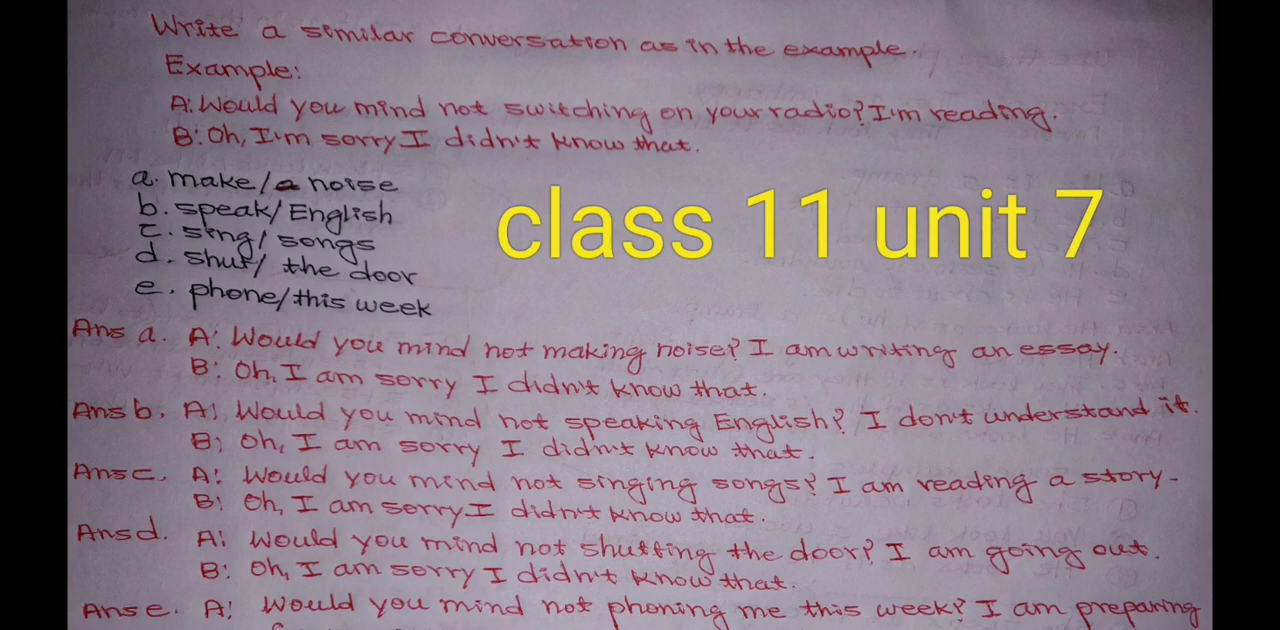 Write a similar conversation as in the example.
Example:
A: Would you mind not switching on your radio? I'm reading.
B: Oh, I'm sorry I didn't know that.
a. make/a noise
b. speak/ English
c. sing/ songs
d. shut/ the door
e. phone/this week
class 11 unit 7
Ans a. A: Would you mind not making noise? I am writing an essay.
B: Oh, I am sorry I didn't know that.
Ans b. A: Would you mind not speaking English? I don't understand it.
B: Oh, I am sorry I didn't know that.
Ans c. A: Would you mind not singing songs? I am reading a story.
B: Oh, I am sorry I didn't know that.
Ans d. A: Would you mind not shutting the door? I am going out.
B: Oh, I am sorry I didn't know that.
Ans e. A: Would you mind not phoning me this week? I am preparing